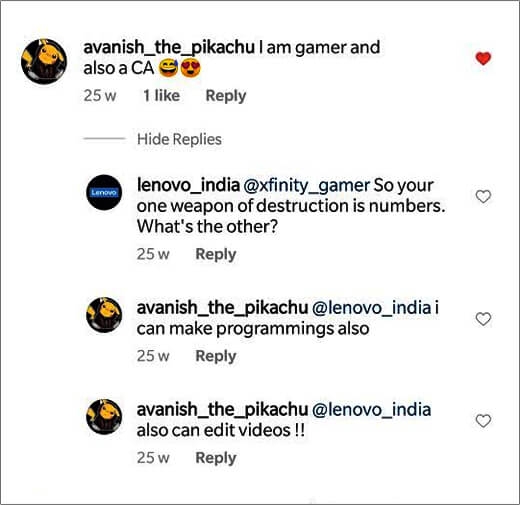 avanish_the_pikachu I am gamer and
also a CA 😅😍
25 w 1 like Reply
Hide Replies
Lenovo
lenovo_india @xfinity_gamer So your
one weapon of destruction is numbers.
What's the other?
25 w Reply
avanish_the_pikachu @lenovo_india i
can make programmings also
25 w Reply
avanish_the_pikachu @lenovo_india
also can edit videos !!
25 w Reply